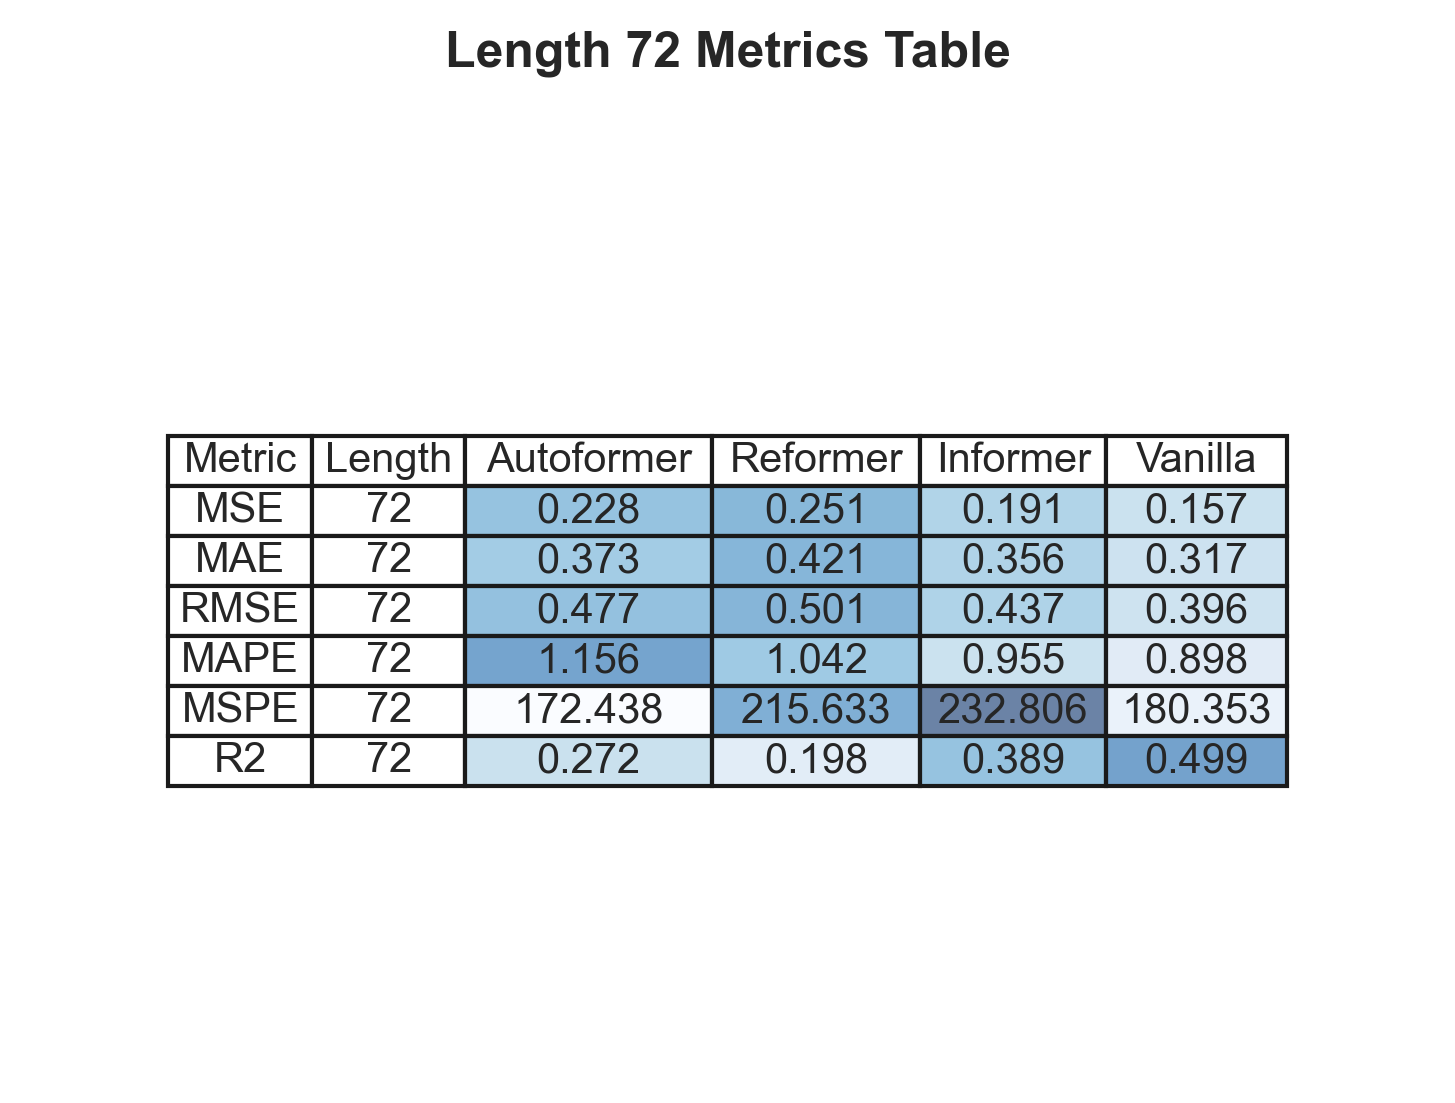 Length 72 Metrics Table
Metric Length Autoformer Reformer Informer Vanilla
MSE 72 0.228 0.251 0.191 0.157
MAE 72 0.373 0.421 0.356 0.317
RMSE 72 0.477 0.501 0.437 0.396
MAPE 72 1.156 1.042 0.955 0.898
MSPE 72 172.438 215.633 232.806 180.353
R2 72 0.272 0.198 0.389 0.499